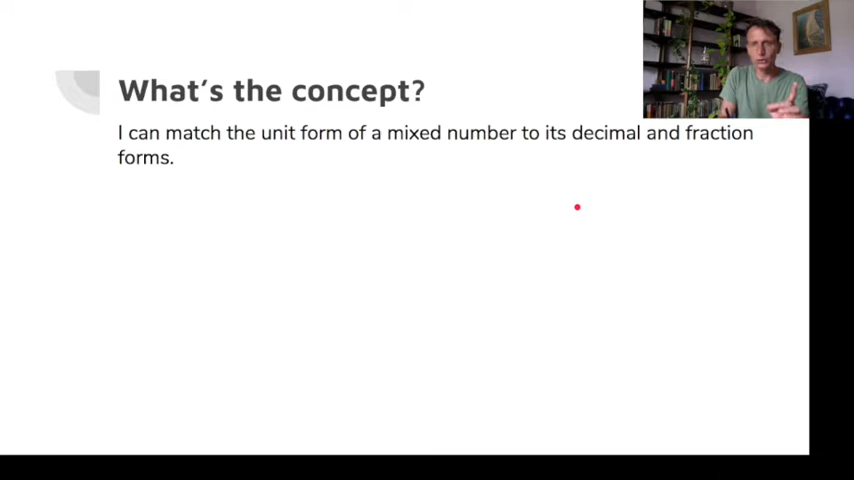 What's the concept?
I can match the unit form of a mixed number to its decimal and fraction
forms.